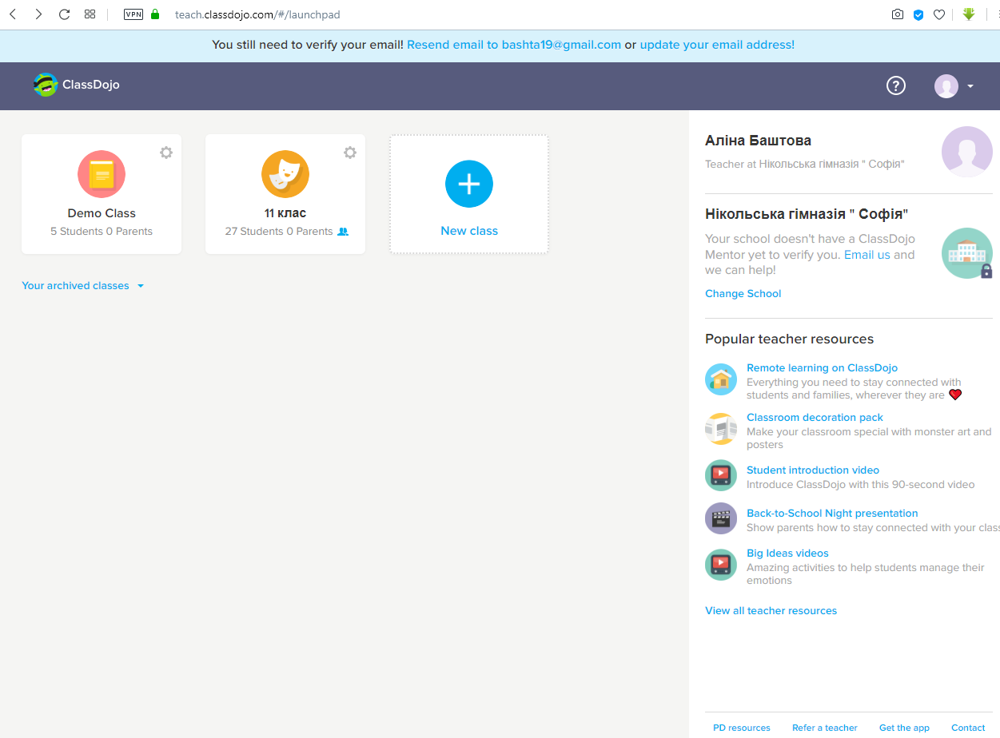 VPN
teach.classdojo.com/#/launchpad
You still need to verify your email! Resend email to bashta19@gmail.com or update your email address!
ClassDojo
?
Demo Class
5 Students 0 Parents
11 клас
27 Students 0 Parents
New class
Your archived classes
Аліна Баштова
Teacher at Нікольська гімназія " Софія"
Нікольська гімназія " Софія"
Your school doesn't have a ClassDojo
Mentor yet to verify you. Email us and
we can help!
Change School
Popular teacher resources
Remote learning on ClassDojo
Everything you need to stay connected with
students and families, wherever they are ❤
Classroom decoration pack
Make your classroom special with monster art and
posters
Student introduction video
Introduce ClassDojo with this 90-second video
Back-to-School Night presentation
Show parents how to stay connected with your class
Big Ideas videos
Amazing activities to help students manage their
emotions
View all teacher resources
PD resources Refer a teacher Get the app Contact